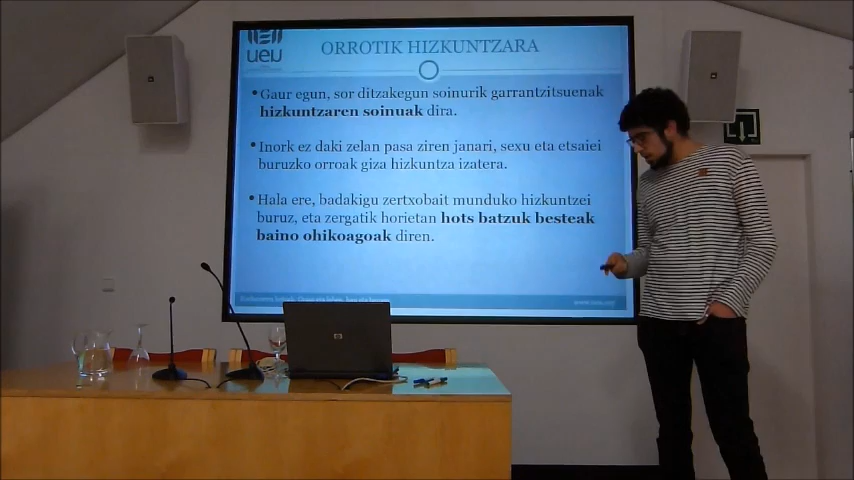 ueu
ORROTIK HIZKUNTZARA
•Gaur egun, sor ditzakegun soinurik garrantzitsuenak
hizkuntzaren soinuak dira.
•Inork ez daki zelan pasa ziren janari, sexu eta etsaiei
buruzko orroak giza hizkuntza izatera.
•Hala ere, badakigu zertxobait munduko hizkuntzei
buruz, eta zergatik horietan hots batzuk besteak
baino ohikoagoak diren.
hp